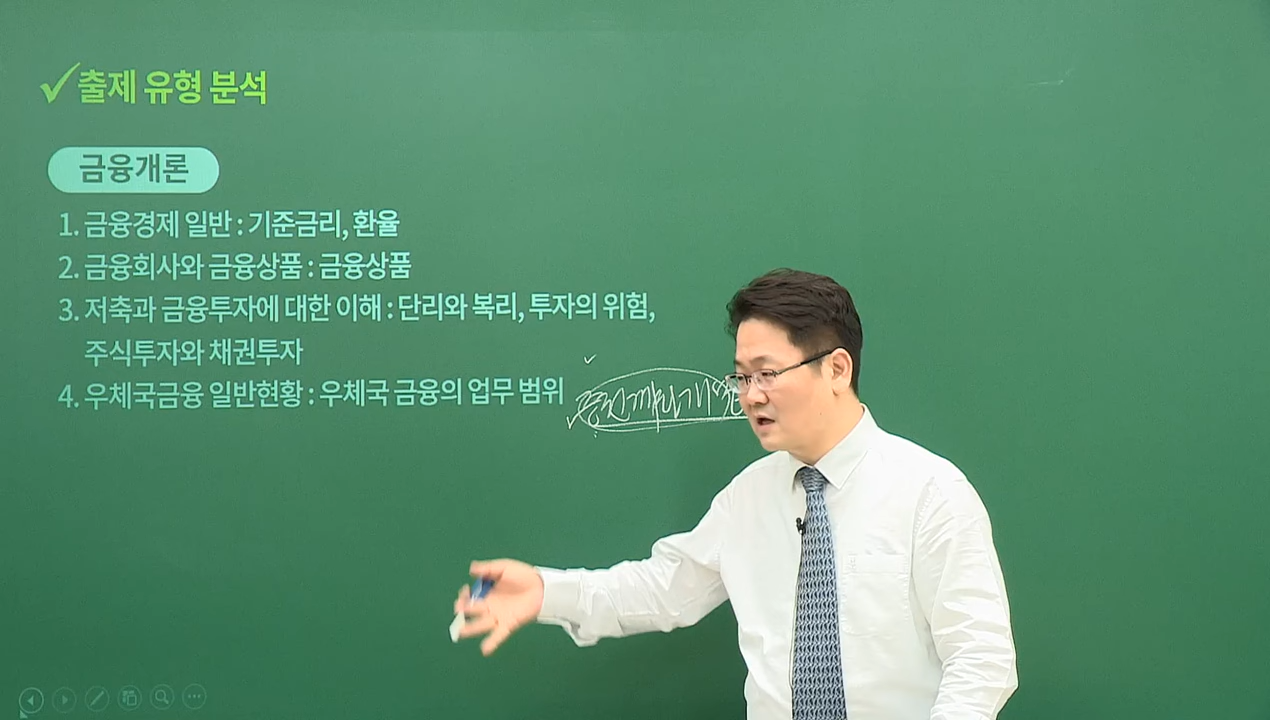 출제 유형 분석
금융개론
1. 금융경제 일반 : 기준금리, 환율
2. 금융회사와 금융상품 : 금융상품
3. 저축과 금융투자에 대한 이해 : 단리와 복리, 투자의 위험,
주식투자와 채권투자
4. 우체국금융 일반현황 : 우체국 금융의 업무 범위